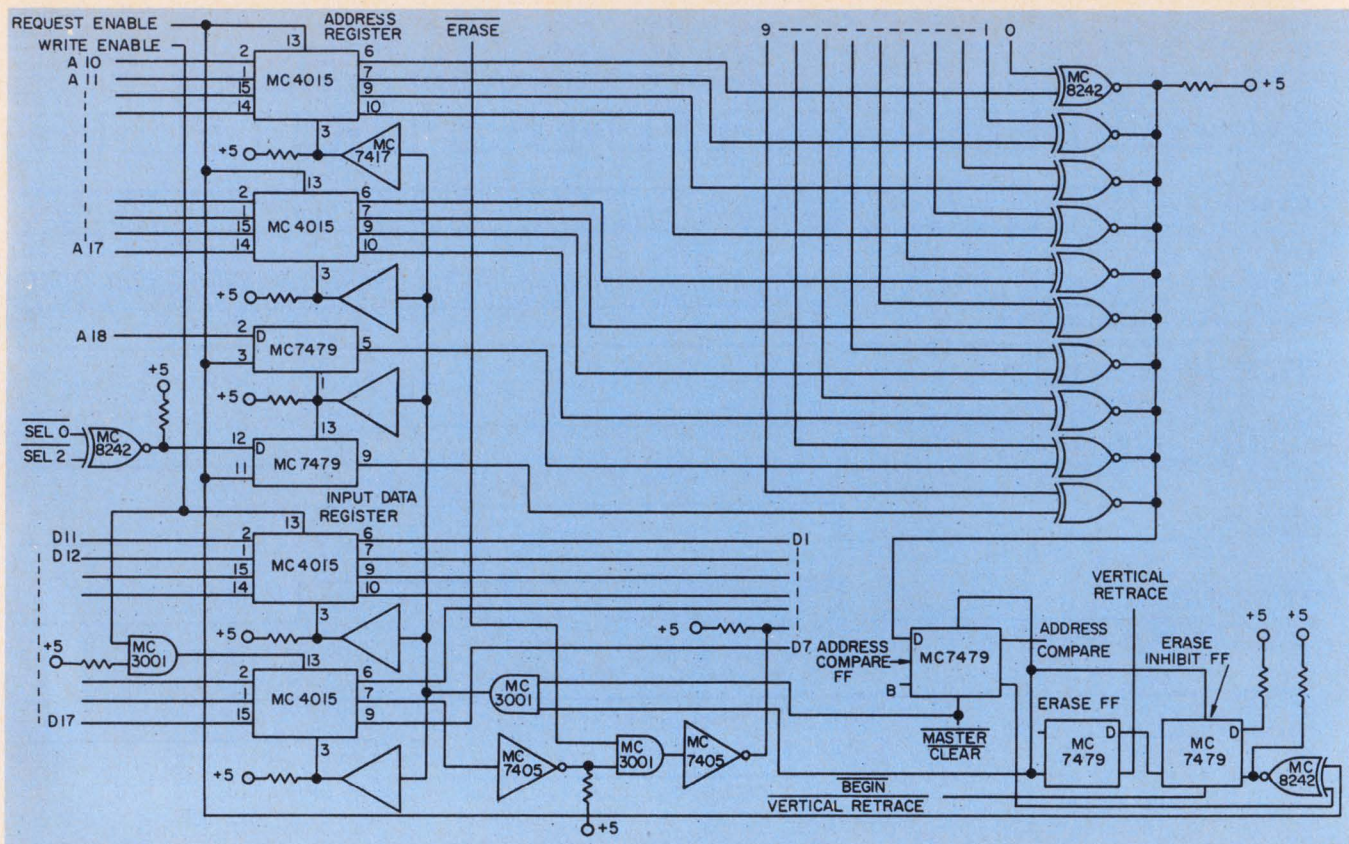 REQUEST ENABLE
WRITE ENABLE
A 10
A 11
A 17
A 18
ADDRESS
REGISTER
ERASE
9 1 0
13
2
1
15
14
MC 4015
6
7
9
10
3
+5
MC
7417
13
2
1
15
14
MC 4015
6
7
9
10
3
+5
2
D
3
MC7479
5
1
+5
+5
SEL 0
SEL 2
MC
8242
12
D
11
13
MC 7479
9
INPUT DATA
REGISTER
MC
8242
+5
D11
D12
D17
13
2
1
15
14
MC 4015
6
7
9
10
3
+5
D1
D7
+5
MC
3001
13
2
1
15
MC 4015
6
7
9
3
+5
MC
3001
MC
7405
MC
3001
MC
7405
+5
+5
ADDRESS
COMPARE
FF
B
D
MC7479
ADDRESS
COMPARE
MASTER
CLEAR
BEGIN
VERTICAL RETRACE
VERTICAL
RETRACE
ERASE FF
D
MC
7479
ERASE
INHIBIT FF
D
MC
7479
+5
+5
MC
8242